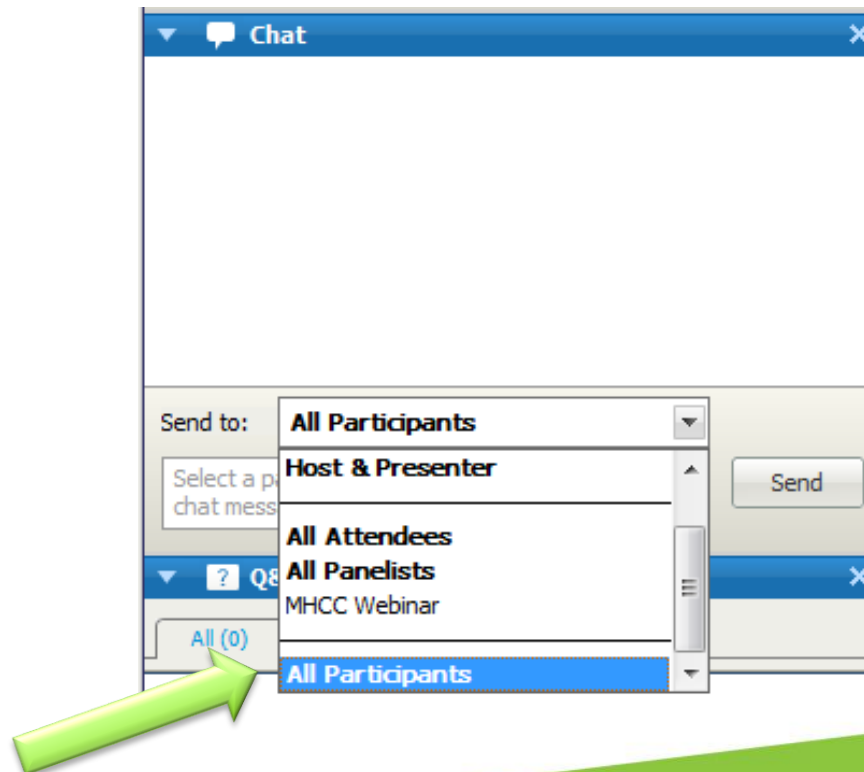 Chat
Send to: All Participants
Host & Presenter
Select a
chat mess
Send
All Attendees
All Panelists
MHCC Webinar
All (0)
All Participants